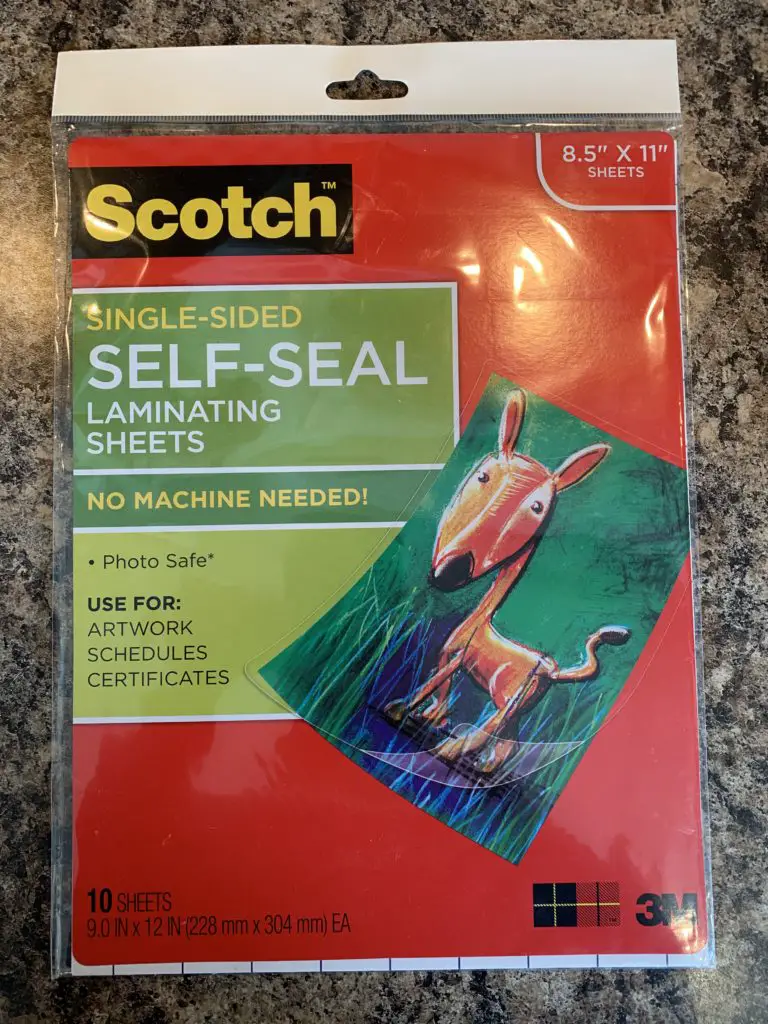 Scotch™
8.5" X 11"
SHEETS
SINGLE-SIDED
SELF-SEAL
LAMINATING
SHEETS
NO MACHINE NEEDED!
• Photo Safe*
USE FOR:
ARTWORK
SCHEDULES
CERTIFICATES
10 SHEETS
9.0 IN x 12 IN (228 mm x 304 mm) EA
™
3M